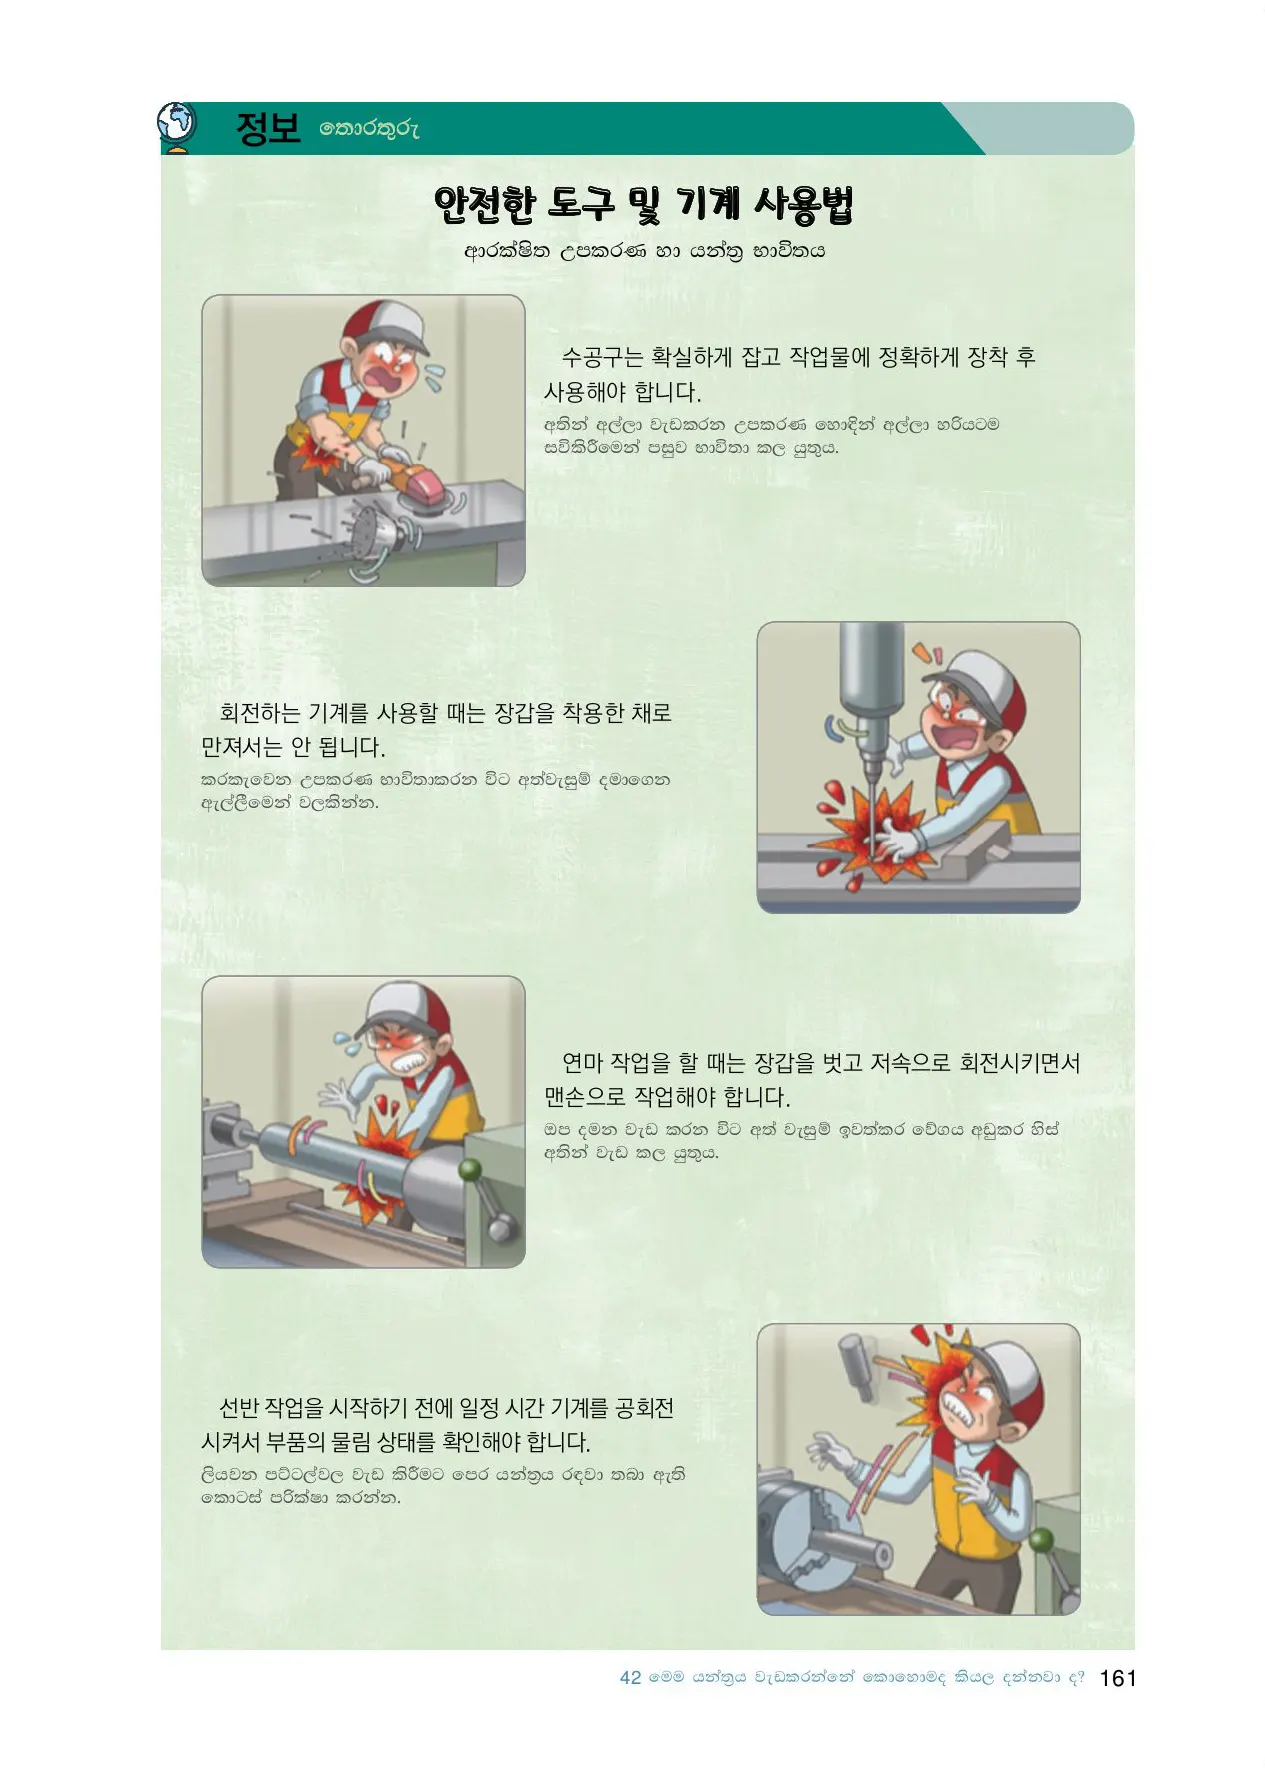 정보 තොරතුරු
안전한 도구 및 기계 사용법
ආරක්ෂිත උපකරණ හා යන්ත්‍ර භාවිතය
수공구는 확실하게 잡고 작업물에 정확하게 장착 후
사용해야 합니다.
අතින් අල්ලා වැඩකරන උපකරණ හොඳින් අල්ලා හරියටම
සවිකිරීමෙන් පසුව භාවිතා කල යුතුය.
회전하는 기계를 사용할 때는 장갑을 착용한 채로
만져서는 안 됩니다.
කරකැවෙන උපකරණ භාවිතාකරන විට අත්වැසුම් දමාගෙන
ඇල්ලීමෙන් වලකින්න.
연마 작업을 할 때는 장갑을 벗고 저속으로 회전시키면서
맨손으로 작업해야 합니다.
ඔප දමන වැඩ කරන විට අත් වැසුම් ඉවත්කර වේගය අඩුකර හිස්
අතින් වැඩ කල යුතුය.
선반 작업을 시작하기 전에 일정 시간 기계를 공회전
시켜서 부품의 물림 상태를 확인해야 합니다.
ලියවන පට්ටල්වල වැඩ කිරීමට පෙර යන්ත්‍රය රඳවා තබා ඇති
කොටස් පරික්ෂා කරන්න.
42 මෙම යන්ත්‍රය වැඩකරන්නේ කොහොමද කියල දන්නවා ද? 161